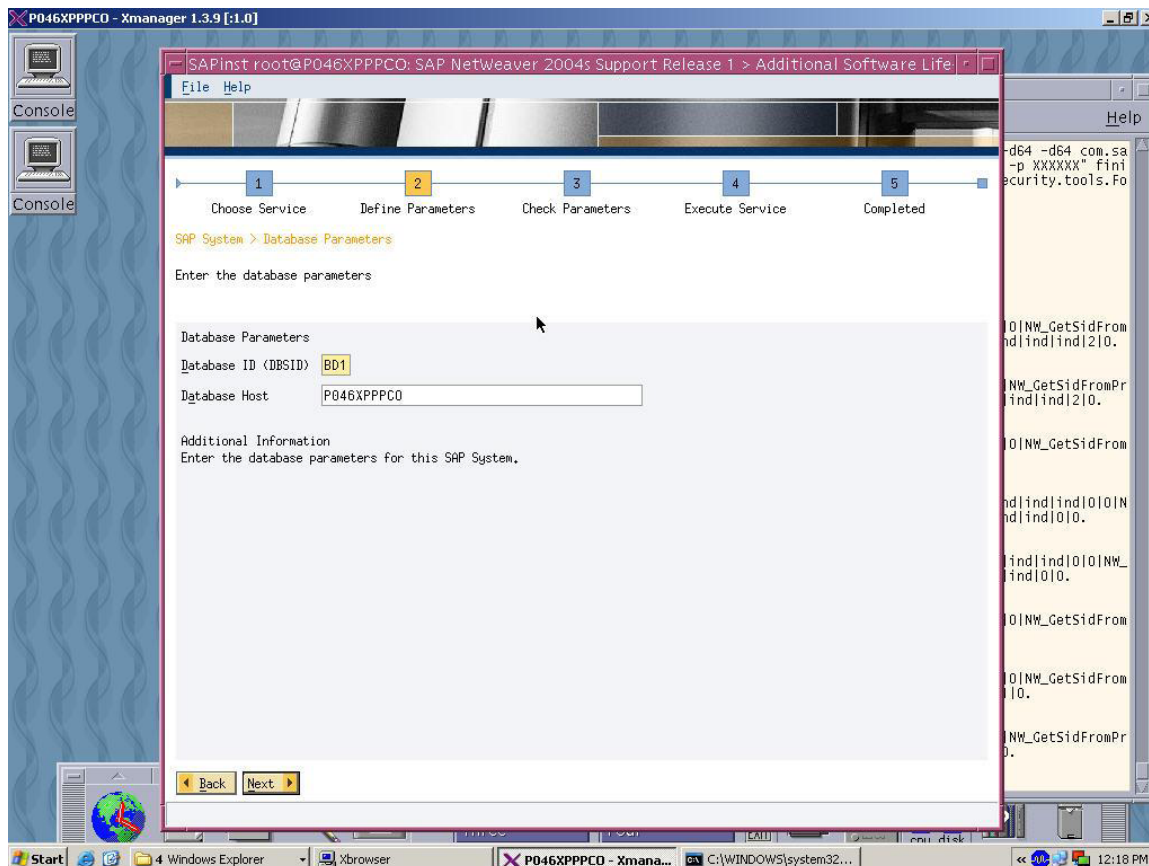 P046XPPPCO - Xmanager 1.3.9 [:1.0]
Console
Console
SAPinst root@P046XPPPCO: SAP NetWeaver 2004s Support Release 1 > Additional Software Life
File Help
1 2 3 4 5
Choose Service Define Parameters Check Parameters Execute Service Completed
SAP System > Database Parameters
Enter the database parameters
Database Parameters
Database ID (DBSID) BD1
Database Host P046XPPPCO
Additional Information
Enter the database parameters for this SAP System.
Back Next
Help
-d64 -d64 com.sa
-p XXXXXX" fini
ecurity.tools.Fo
|0|NW_GetSidFrom
nd|ind|ind|2|0.
|NW_GetSidFromPr
|ind|ind|2|0.
|0|NW_GetSidFrom
nd|ind|ind|0|0|N
nd|ind|0|0.
|ind|ind|0|0|NW_
|ind|0|0.
|0|NW_GetSidFrom
|0|NW_GetSidFrom
||0.
|NW_GetSidFromPr
EXIT
cpu disk
Start 4 Windows Explorer Xbrowser P046XPPPCO - Xmana... C:\WINDOWS\system32... 12:18 PM